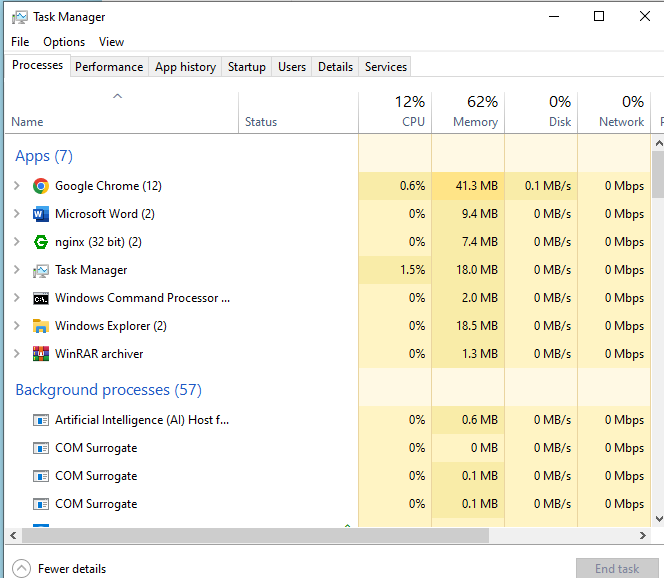 Task Manager
File Options View
Processes Performance App history Startup Users Details Services
12% 62% 0% 0%
Name Status CPU Memory Disk Network P
Apps (7)
Google Chrome (12) 0.6% 41.3 MB 0.1 MB/s 0 Mbps
Microsoft Word (2) 0% 9.4 MB 0 MB/s 0 Mbps
nginx (32 bit) (2) 0% 7.4 MB 0 MB/s 0 Mbps
Task Manager 1.5% 18.0 MB 0 MB/s 0 Mbps
Windows Command Processor ... 0% 2.0 MB 0 MB/s 0 Mbps
Windows Explorer (2) 0% 18.5 MB 0 MB/s 0 Mbps
WinRAR archiver 0% 1.3 MB 0 MB/s 0 Mbps
Background processes (57)
Artificial Intelligence (AI) Host f... 0% 0.6 MB 0 MB/s 0 Mbps
COM Surrogate 0% 0 MB 0 MB/s 0 Mbps
COM Surrogate 0% 0.1 MB 0 MB/s 0 Mbps
COM Surrogate 0% 0.1 MB 0 MB/s 0 Mbps
Fewer details End task